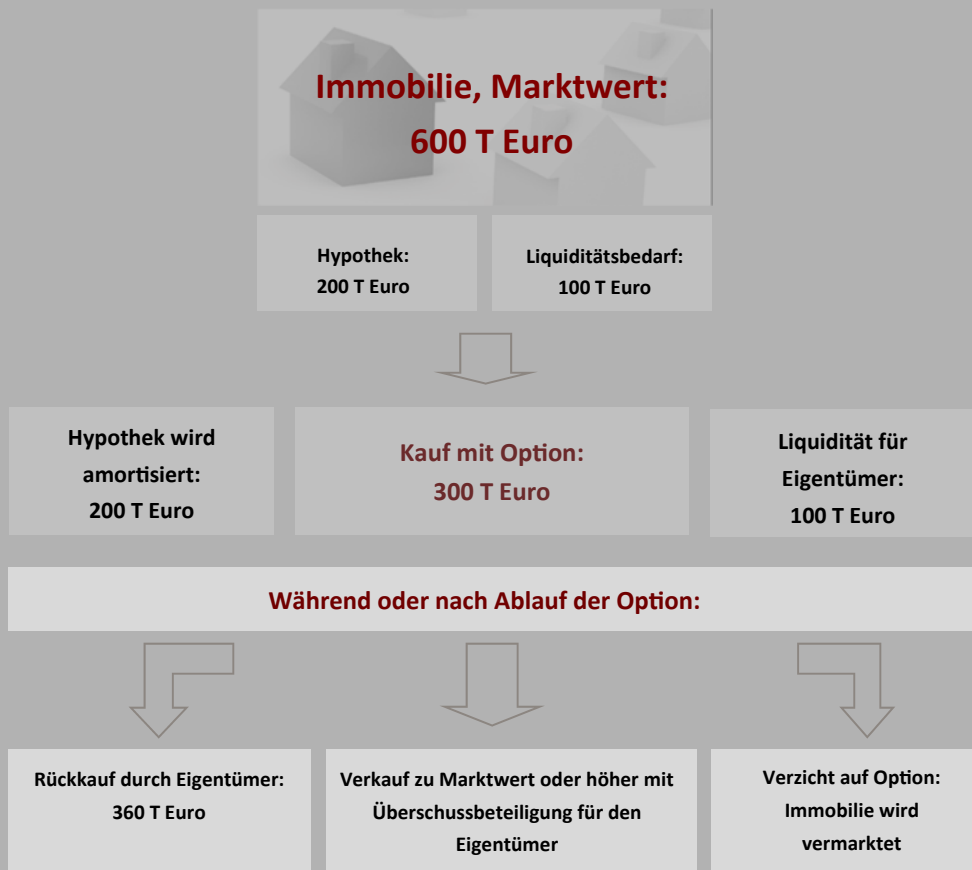 Immobilie, Marktwert:
600 T Euro
Hypothek:
200 T Euro
Liquiditätsbedarf:
100 T Euro
Hypothek wird
amortisiert:
200 T Euro
Kauf mit Option:
300 T Euro
Liquidität für
Eigentümer:
100 T Euro
Während oder nach Ablauf der Option:
Rückkauf durch Eigentümer:
360 T Euro
Verkauf zu Marktwert oder höher mit
Überschussbeteiligung für den
Eigentümer
Verzicht auf Option:
Immobilie wird
vermarktet